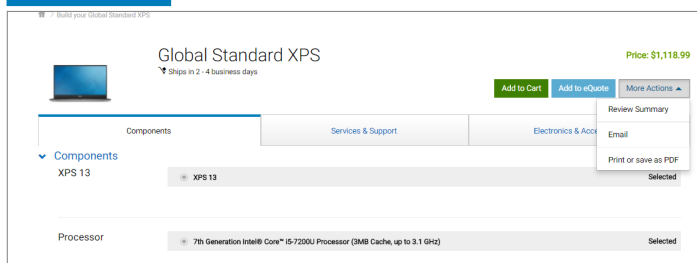 / Build your Global Standard XPS
Global Standard XPS
Price: $1,118.99
Ships in 2 - 4 business days
Add to Cart
Add to eQuote
More Actions
Review Summary
Email
Print or save as PDF
Components
Services & Support
Electronics & Acce
Components
XPS 13
XPS 13
Selected
Processor
7th Generation Intel® Core™ i5-7200U Processor (3MB Cache, up to 3.1 GHz)
Selected